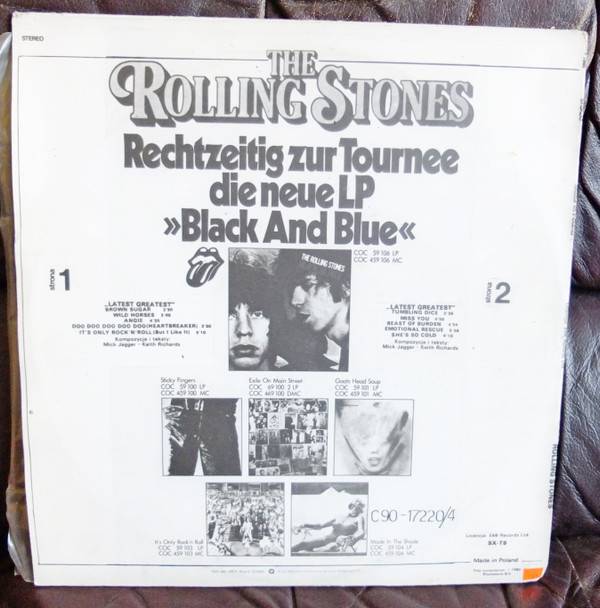 STEREO
THE
ROLLING STONES
Rechtzeitig zur Tournee
die neue LP
»Black And Blue«
COC 59 106 LP
COC 459 106 MC
THE ROLLING STONES
strona 1
„LATEST GREATEST"
BROWN SUGAR
WILD HORSES
ANGIE
DOO DOO DOO DOO DOO (HEARTBREAKER)
IT'S ONLY ROCK'N'ROLL (But I Like It)
Kompozycje i teksty:
Mick Jagger - Keith Richards
strona 2
„LATEST GREATEST"
TUMBLING DICE
MISS YOU
BEAST OF BURDEN
EMOTIONAL RESCUE
SHE'S SO COLD
Kompozycje i teksty:
Mick Jagger - Keith Richards
Sticky Fingers
COC 59 100 LP
COC 459 100 MC
Exile On Main Street
COC 69 100 2 LP
COC 469 100 DMC
Goats Head Soup
COC 59 101 LP
COC 459 101 MC
It's Only Rock'n Roll
COC 59 103 LP
COC 459 103 MC
Made In The Shade
COC 59 104 LP
COC 459 104 MC
C90-17220/4
Licencja: EAR Records Ltd
SX-T8
Made in Poland
ROLLING STONES